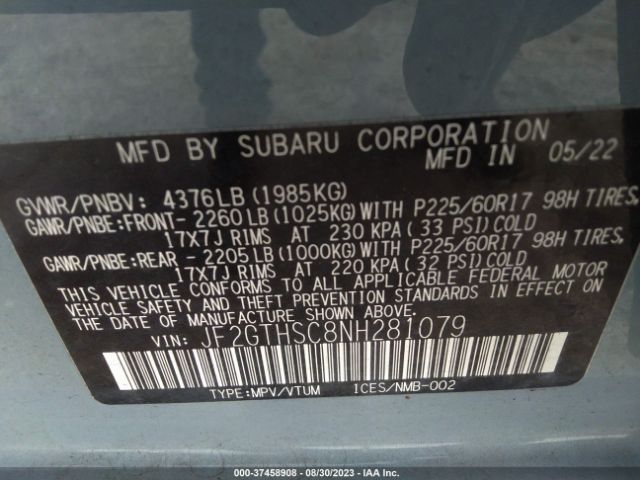 MFD BY SUBARU CORPORATION
MFD IN 05/22
GVWR/PNBV: 4376LB(1985KG)
GAWR/PNBE:FRONT- 2260LB(1025KG)WITH P225/60R17 98H TIRES,
17X7J RIMS AT 230 KPA(33 PSI)COLD
GAWR/PNBE:REAR - 2205LB(1000KG)WITH P225/60R17 98H TIRES,
17X7J RIMS AT 220 KPA(32 PSI)COLD
THIS VEHICLE CONFORMS TO ALL APPLICABLE FEDERAL MOTOR
VEHICLE SAFETY, BUMPER, AND THEFT PREVENTION STANDARDS
IN EFFECT ON THE DATE OF MANUFACTURE SHOWN ABOVE.
VIN: JF2GTHSC8NH281079
TYPE:MPV/VTUM ICES/NMB-002
000-37458908 - 08/30/2023 - IAA Inc.